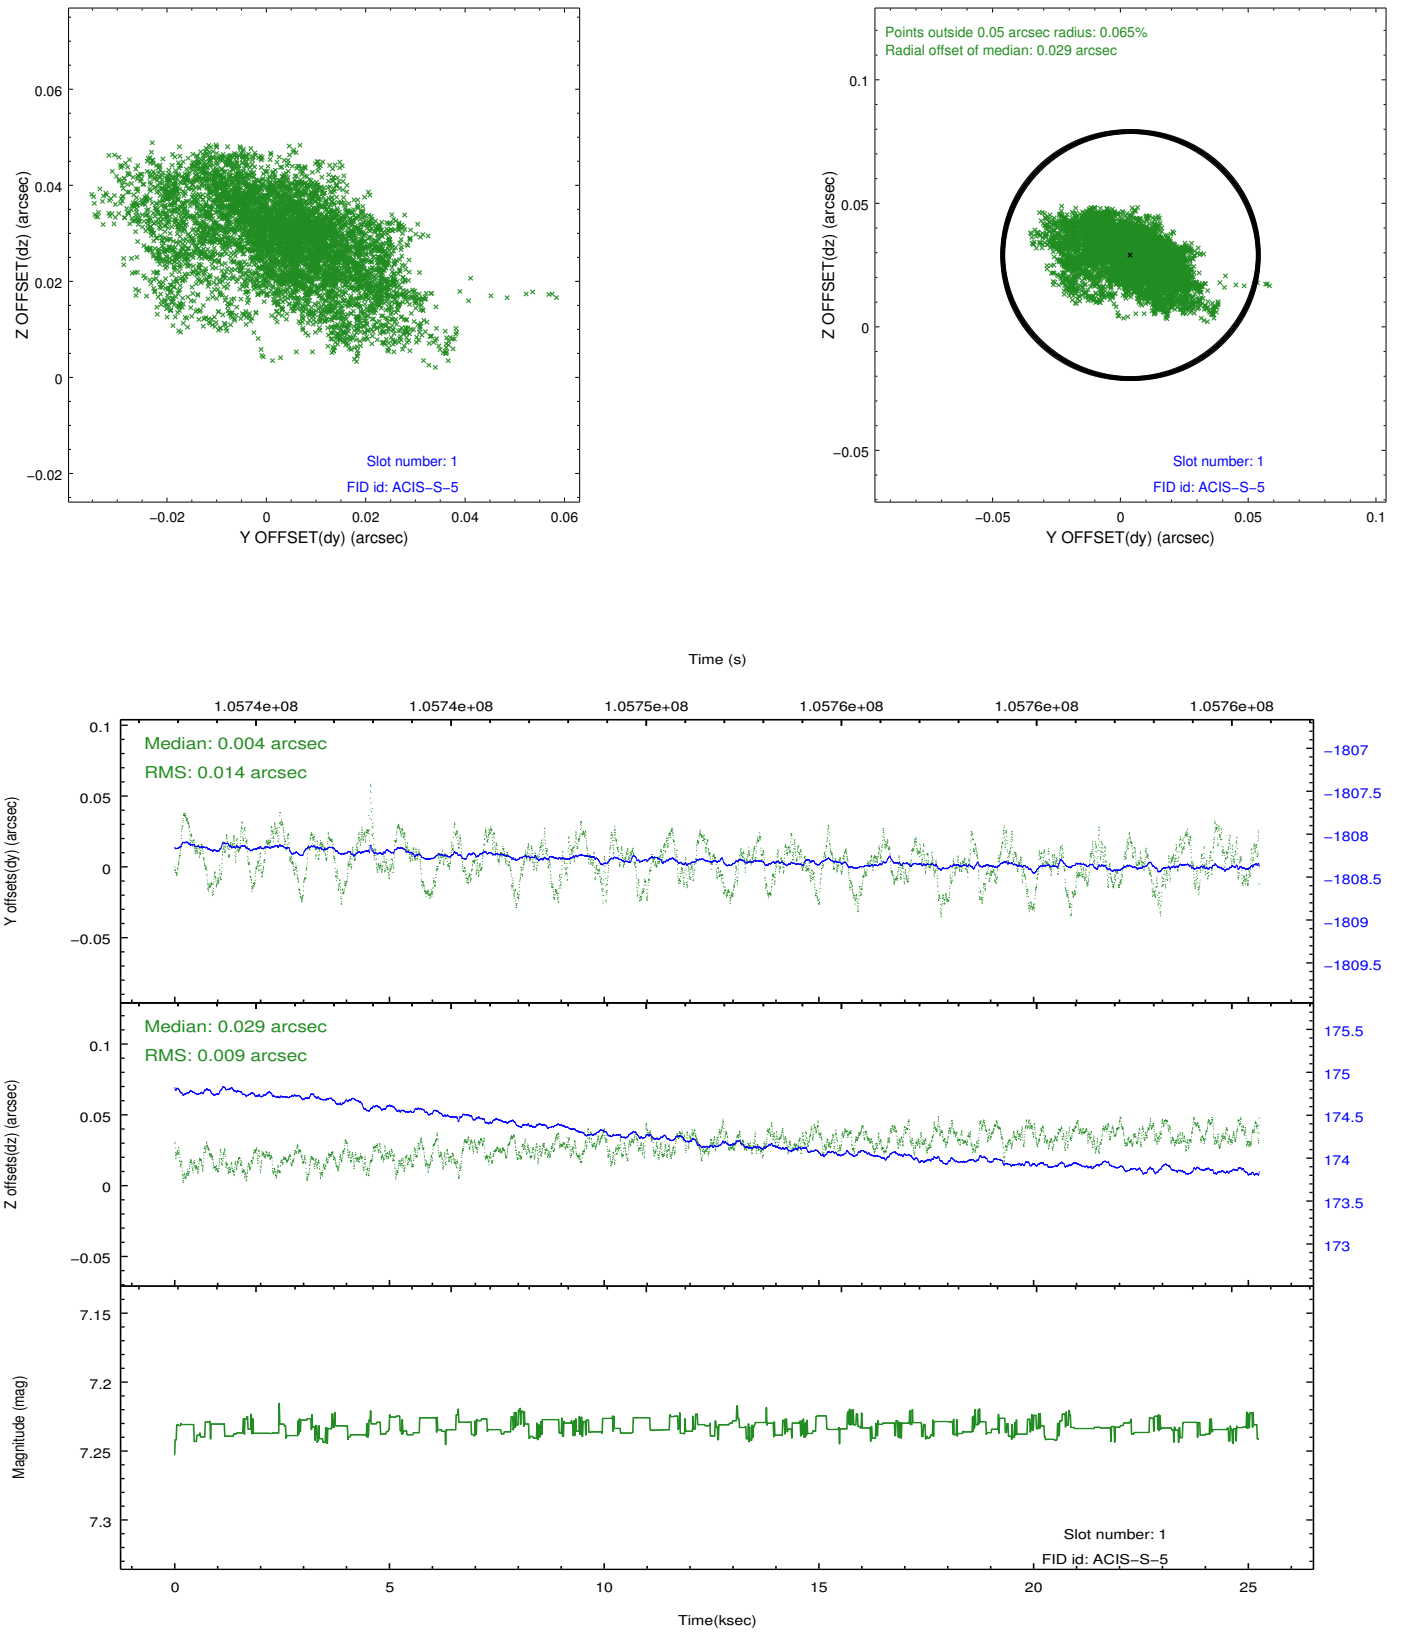 0.06
0.04
0.02
0
−0.02
Z OFFSET(dz) (arcsec)
Slot number: 1
FID id: ACIS−S−5
−0.02 0 0.02 0.04 0.06
Y OFFSET(dy) (arcsec)
Points outside 0.05 arcsec radius: 0.065%
Radial offset of median: 0.029 arcsec
0.1
0.05
0
−0.05
Z OFFSET(dz) (arcsec)
Slot number: 1
FID id: ACIS−S−5
−0.05 0 0.05 0.1
Y OFFSET(dy) (arcsec)
Time (s)
1.0574e+08 1.0574e+08 1.0575e+08 1.0576e+08 1.0576e+08 1.0576e+08
Median: 0.004 arcsec
RMS: 0.014 arcsec
0.1
0.05
0
−0.05
Y offsets(dy) (arcsec)
−1807
−1807.5
−1808
−1808.5
−1809
−1809.5
Median: 0.029 arcsec
RMS: 0.009 arcsec
0.1
0.05
0
−0.05
Z offsets(dz) (arcsec)
175.5
175
174.5
174
173.5
173
7.15
7.2
7.25
7.3
Magnitude (mag)
Slot number: 1
FID id: ACIS−S−5
0 5 10 15 20 25
Time(ksec)